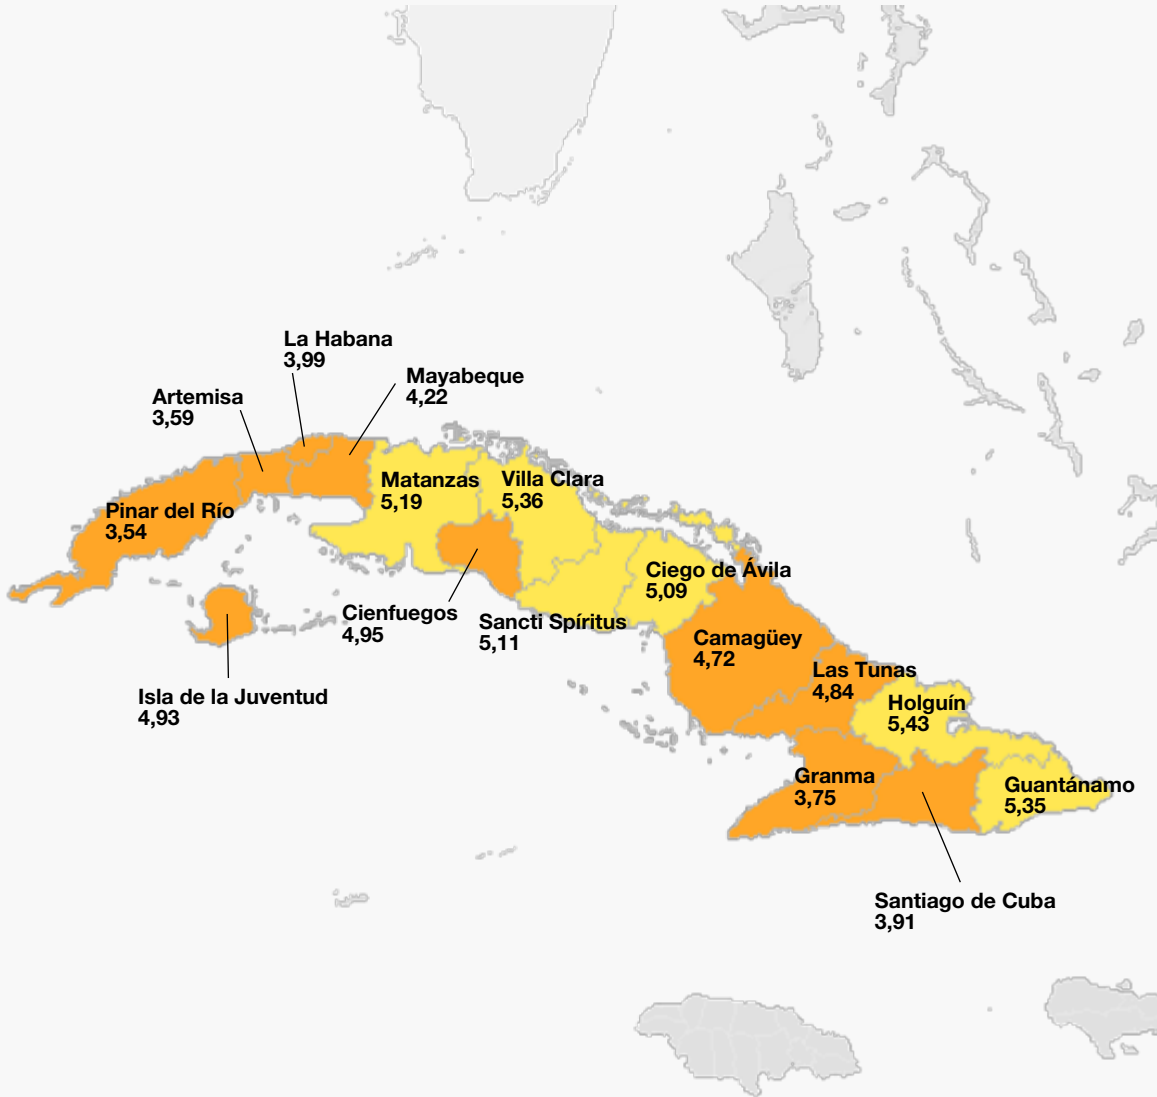 La Habana
3,99
Mayabeque
4,22
Artemisa
3,59
Matanzas
5,19
Villa Clara
5,36
Pinar del Río
3,54
Ciego de Ávila
5,09
Cienfuegos
4,95
Sancti Spíritus
5,11
Camagüey
4,72
Las Tunas
4,84
Isla de la Juventud
4,93
Holguín
5,43
Granma
3,75
Guantánamo
5,35
Santiago de Cuba
3,91